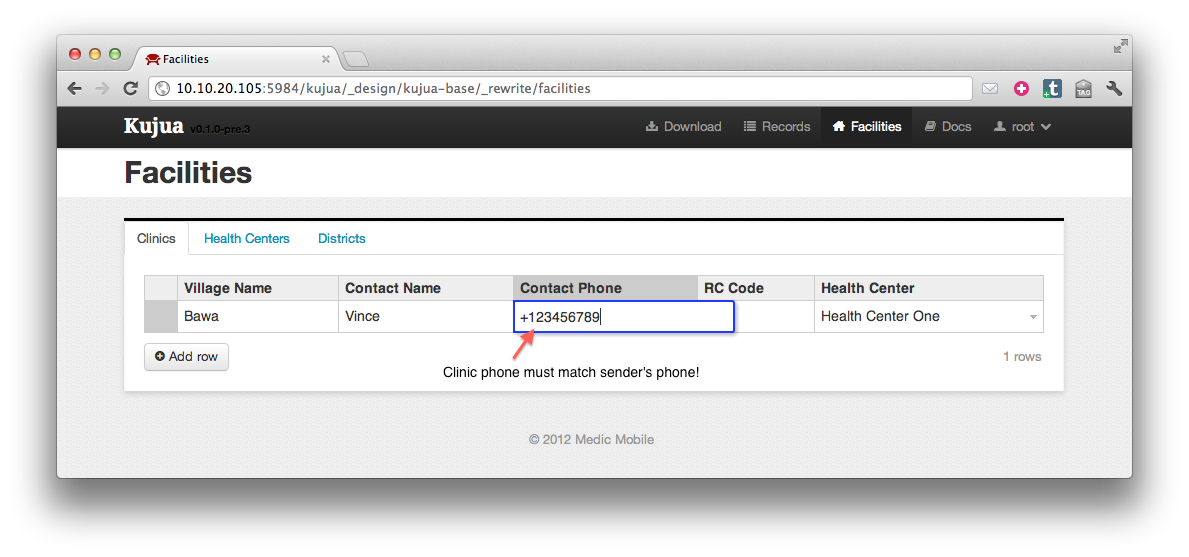 Facilities
10.10.20.105:5984/kujua/_design/kujua-base/_rewrite/facilities
t
TAG
Kujua v0.1.0-pre.3 Download Records Facilities Docs root
Facilities
Clinics Health Centers Districts
Village Name Contact Name Contact Phone RC Code Health Center
Bawa Vince +123456789 Health Center One
Add row 1 rows
Clinic phone must match sender's phone!
© 2012 Medic Mobile